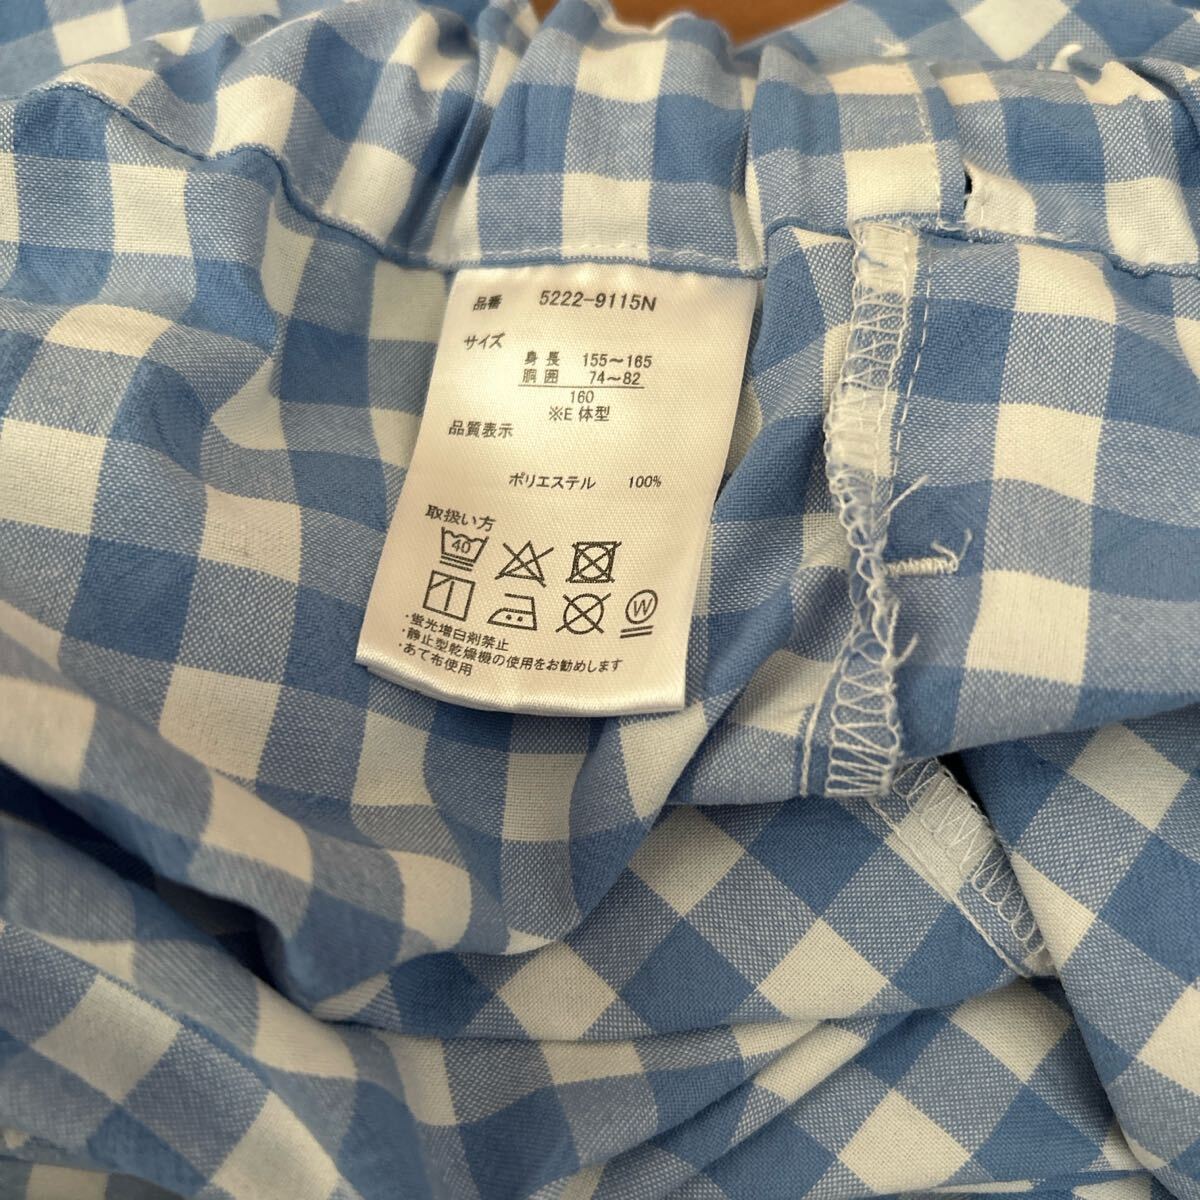 品番 5222-9115N
サイズ
身長 155～165
胸囲 74～82
160
※E 体型
品質表示
ポリエステル 100%
取扱い方
40
W
・蛍光増白剤禁止
・静止型乾燥機の使用をお勧めします
・あて布使用